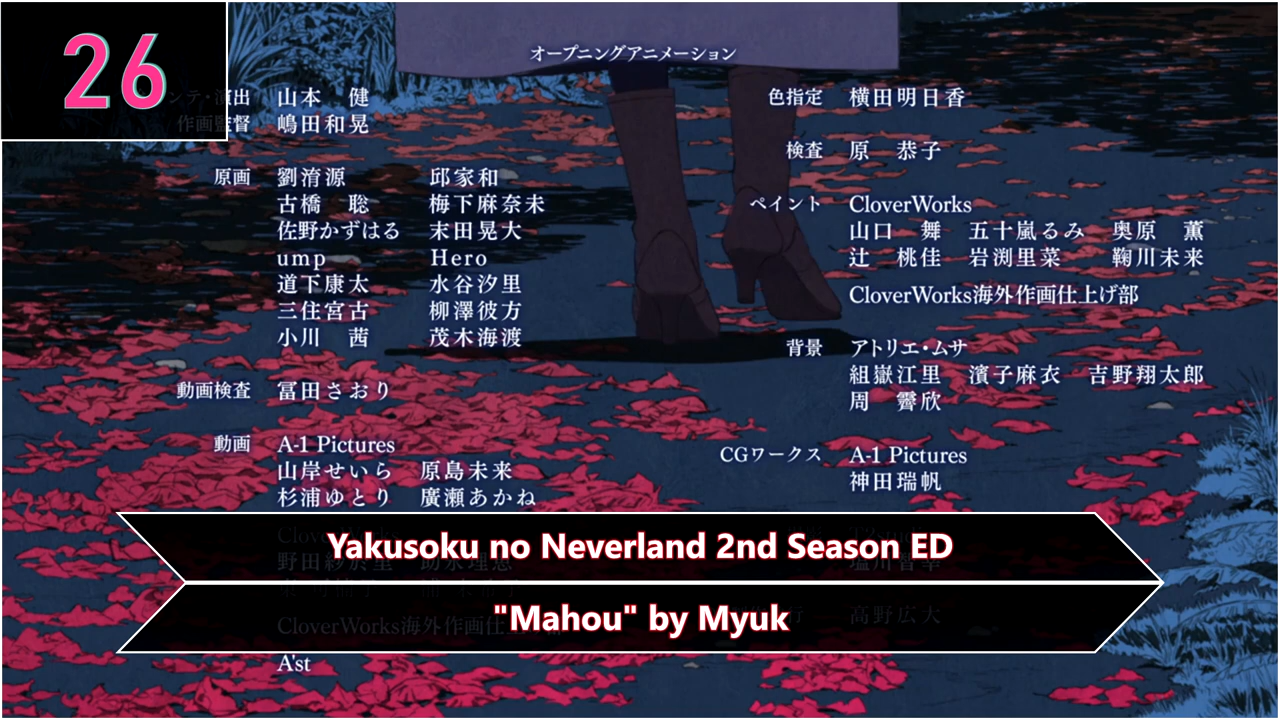 26
オープニングアニメーション
ンテ・演出 山本 健
作画監督 嶋田和晃
原画 劉淯源 邱家和
古橋 聡 梅下麻奈未
佐野かずはる 末田晃大
ump Hero
道下康太 水谷汐里
三住宮古 柳澤彼方
小川 茜 茂木海渡
動画検査 冨田さおり
動画 A-1 Pictures
山岸せいら 原島未来
杉浦ゆとり 廣瀬あかね
CloverWorks海外作画仕上
A'st
色指定 横田明日香
検査 原 恭子
ペイント CloverWorks
山口 舞 五十嵐るみ 奥原 薫
辻 桃佳 岩渕里菜 鞠川未来
CloverWorks海外作画仕上げ部
背景 アトリエ・ムサ
組嶽江里 濱子麻衣 吉野翔太郎
周 霽欣
CGワークス A-1 Pictures
神田瑞帆
高野広大
Yakusoku no Neverland 2nd Season ED
"Mahou" by Myuk